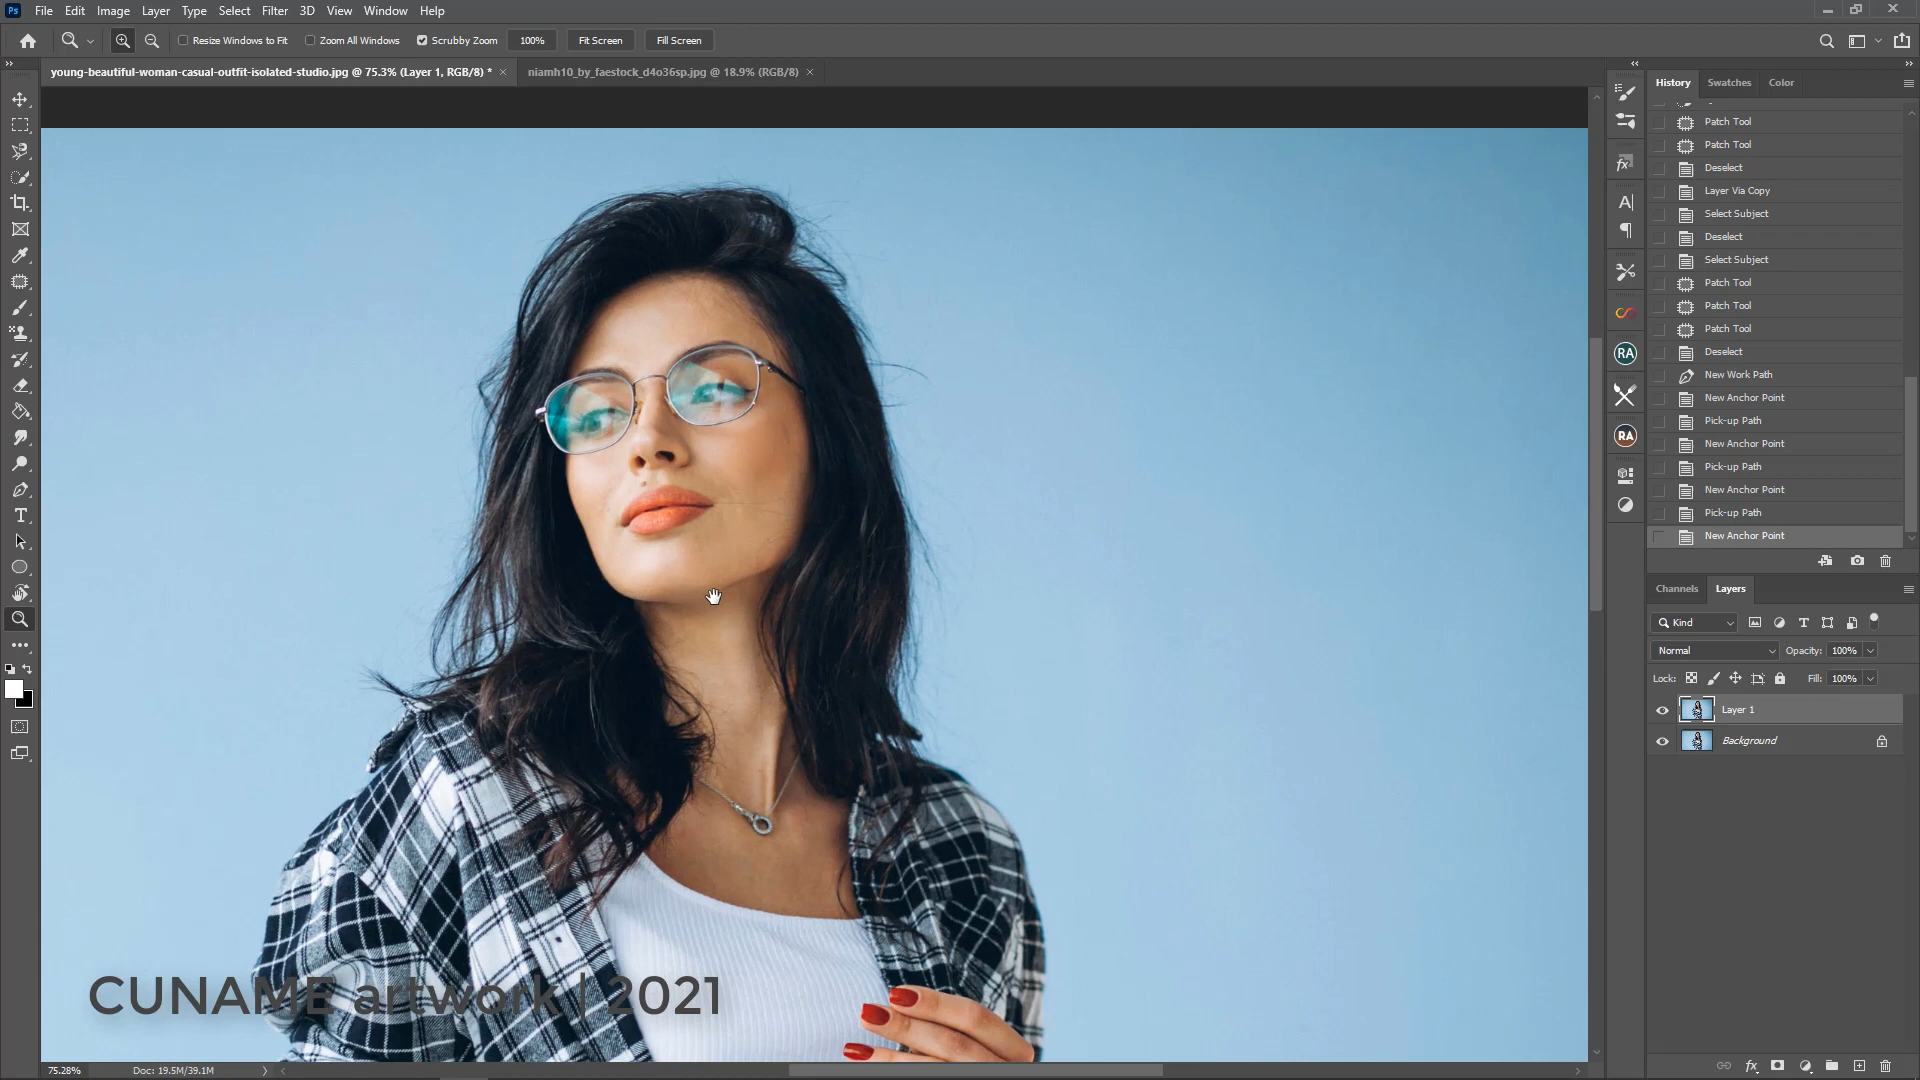 Ps File Edit Image Layer Type Select Filter 3D View Window Help
Resize Windows to Fit Zoom All Windows Scrubby Zoom 100% Fit Screen Fill Screen
young-beautiful-woman-casual-outfit-isolated-studio.jpg @ 75.3% (Layer 1, RGB/8) * niamh10_by_faestock_d4o36sp.jpg @ 18.9% (RGB/8)
History Swatches Color
Patch Tool
Patch Tool
Deselect
Layer Via Copy
Select Subject
Deselect
Select Subject
Patch Tool
Patch Tool
Patch Tool
Deselect
New Work Path
New Anchor Point
Pick-up Path
New Anchor Point
Pick-up Path
New Anchor Point
Pick-up Path
New Anchor Point
RA
RA
Channels Layers
Kind
Normal Opacity: 100%
Lock: Fill: 100%
Layer 1
Background
CUNAME artwork | 2021
75.28% Doc: 19.5M/39.1M